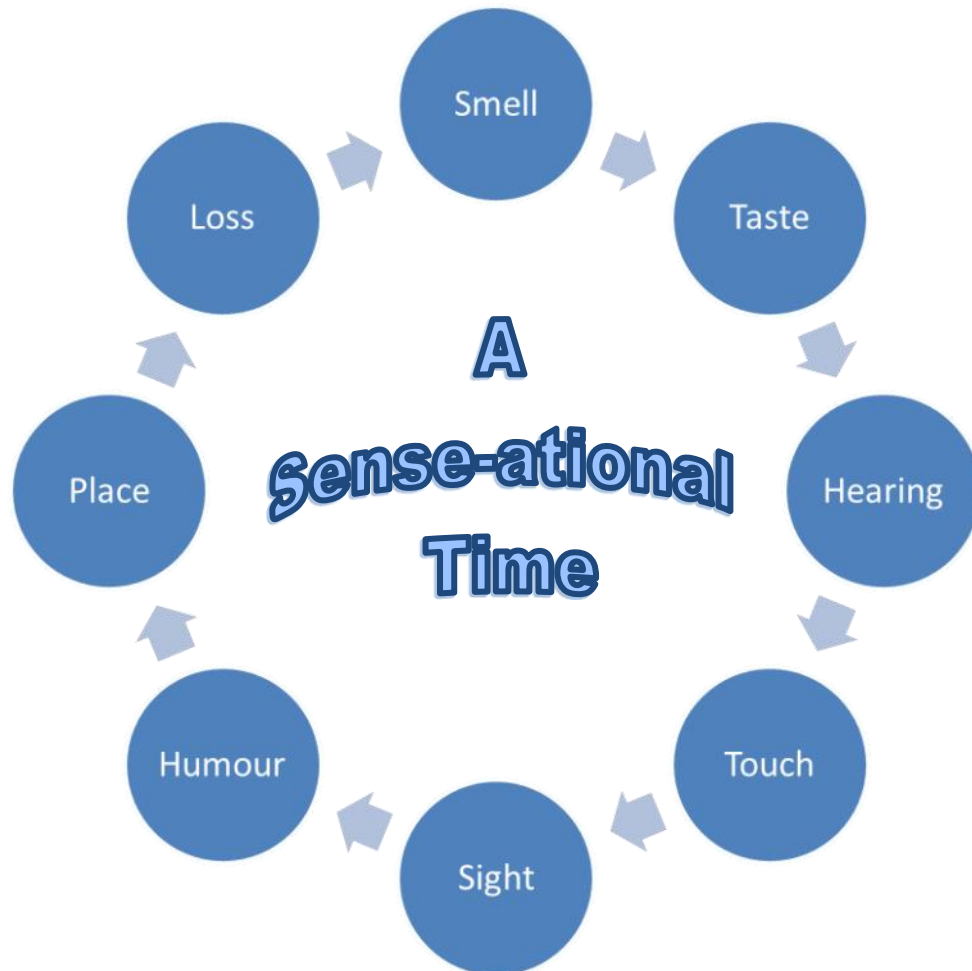 Smell
Taste
Hearing
Touch
Sight
Humour
Place
Loss
A
Sense-ational
Time